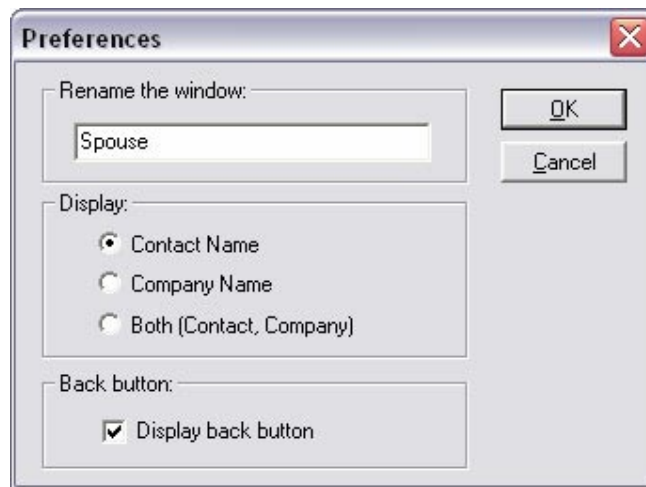 Preferences
Rename the window:
OK
Spouse
Cancel
Display:
Contact Name
Company Name
Both (Contact, Company)
Back button:
Display back button